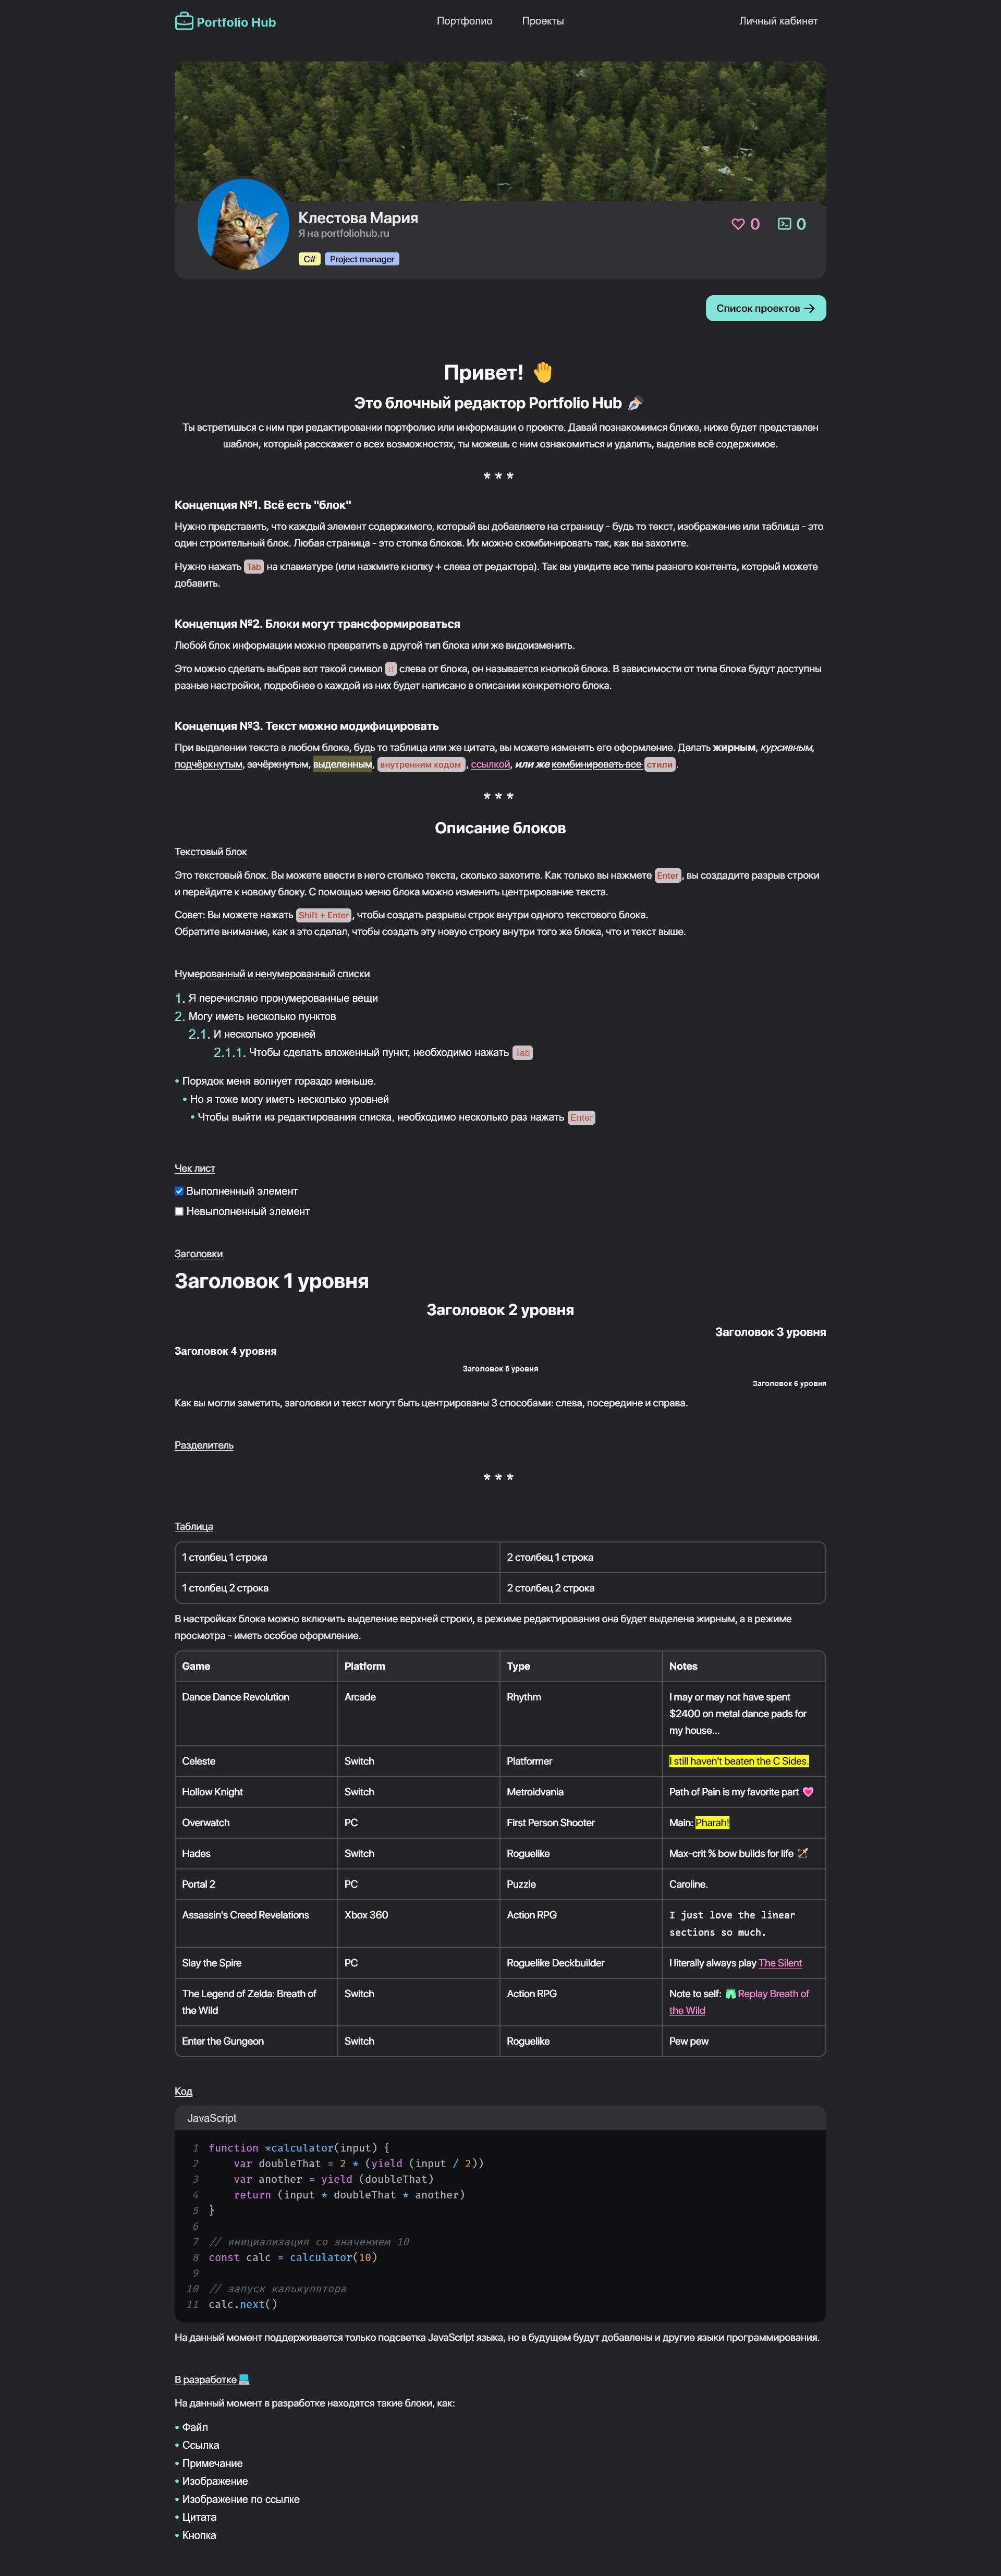 Portfolio Hub
Портфолио
Проекты
Личный кабинет
Клестова Мария
Я на portfoliohub.ru
0
0
C#
Project manager
Список проектов →
Привет! 🤚
Это блочный редактор Portfolio Hub
Ты встретишься с ним при редактировании портфолио или информации о проекте. Давай познакомимся ближе, ниже будет представлен
шаблон, который расскажет о всех возможностях, ты можешь с ним ознакомиться и удалить, выделив всё содержимое.
* * *
Концепция №1. Всё есть "блок"
Нужно представить, что каждый элемент содержимого, который вы добавляете на страницу - будь то текст, изображение или таблица - это
один строительный блок. Любая страница - это стопка блоков. Их можно скомбинировать так, как вы захотите.
Нужно нажать Tab на клавиатуре (или нажмите кнопку + слева от редактора). Так вы увидите все типы разного контента, который можете
добавить.
Концепция №2. Блоки могут трансформироваться
Любой блок информации можно превратить в другой тип блока или же видоизменить.
Это можно сделать выбрав вот такой символ слева от блока, он называется кнопкой блока. В зависимости от типа блока будут доступны
разные настройки, подробнее о каждой из них будет написано в описании конкретного блока.
Концепция №3. Текст можно модифицировать
При выделении текста в любом блоке, будь то таблица или же цитата, вы можете изменять его оформление. Делать жирным, курсивным,
подчёркнутым, зачёркнутым, выделенным, внутренним кодом , ссылкой, или же комбинировать все стили .
* * *
Описание блоков
Текстовый блок
Это текстовый блок. Вы можете ввести в него столько текста, сколько захотите. Как только вы нажмете Enter , вы создадите разрыв строки
и перейдите к новому блоку. С помощью меню блока можно изменить центрирование текста.
Совет: Вы можете нажать Shift + Enter , чтобы создать разрывы строк внутри одного текстового блока.
Обратите внимание, как я это сделал, чтобы создать эту новую строку внутри того же блока, что и текст выше.
Нумерованный и ненумерованный списки
1. Я перечисляю пронумерованные вещи
2. Могу иметь несколько пунктов
2.1. И несколько уровней
2.1.1. Чтобы сделать вложенный пункт, необходимо нажать Tab
• Порядок меня волнует гораздо меньше.
• Но я тоже могу иметь несколько уровней
• Чтобы выйти из редактирования списка, необходимо несколько раз нажать Enter
Чек лист
Выполненный элемент
Невыполненный элемент
Заголовки
Заголовок 1 уровня
Заголовок 2 уровня
Заголовок 3 уровня
Заголовок 4 уровня
Заголовок 5 уровня
Заголовок 6 уровня
Как вы могли заметить, заголовки и текст могут быть центрированы 3 способами: слева, посередине и справа.
Разделитель
* * *
Таблица
1 столбец 1 строка
2 столбец 1 строка
1 столбец 2 строка
2 столбец 2 строка
В настройках блока можно включить выделение верхней строки, в режиме редактирования она будет выделена жирным, а в режиме
просмотра - иметь особое оформление.
Game
Platform
Type
Notes
Dance Dance Revolution
Arcade
Rhythm
I may or may not have spent
$2400 on metal dance pads for
my house...
Celeste
Switch
Platformer
I still haven't beaten the C Sides.
Hollow Knight
Switch
Metroidvania
Path of Pain is my favorite part 💗
Overwatch
PC
First Person Shooter
Main: Pharah!
Hades
Switch
Roguelike
Max-crit % bow builds for life 🏹
Portal 2
PC
Puzzle
Caroline.
Assassin's Creed Revelations
Xbox 360
Action RPG
I just love the linear
sections so much.
Slay the Spire
PC
Roguelike Deckbuilder
I literally always play The Silent
The Legend of Zelda: Breath of
the Wild
Switch
Action RPG
Note to self: 🩳 Replay Breath of
the Wild
Enter the Gungeon
Switch
Roguelike
Pew pew
Код
JavaScript
1 function *calculator(input) {
2 var doubleThat = 2 * (yield (input / 2))
3 var another = yield (doubleThat)
4 return (input * doubleThat * another)
5 }
6
7 // инициализация со значением 10
8 const calc = calculator(10)
9
10 // запуск калькулятора
11 calc.next()
На данный момент поддерживается только подсветка JavaScript языка, но в будущем будут добавлены и другие языки программирования.
В разработке
На данный момент в разработке находятся такие блоки, как:
• Файл
• Ссылка
• Примечание
• Изображение
• Изображение по ссылке
• Цитата
• Кнопка